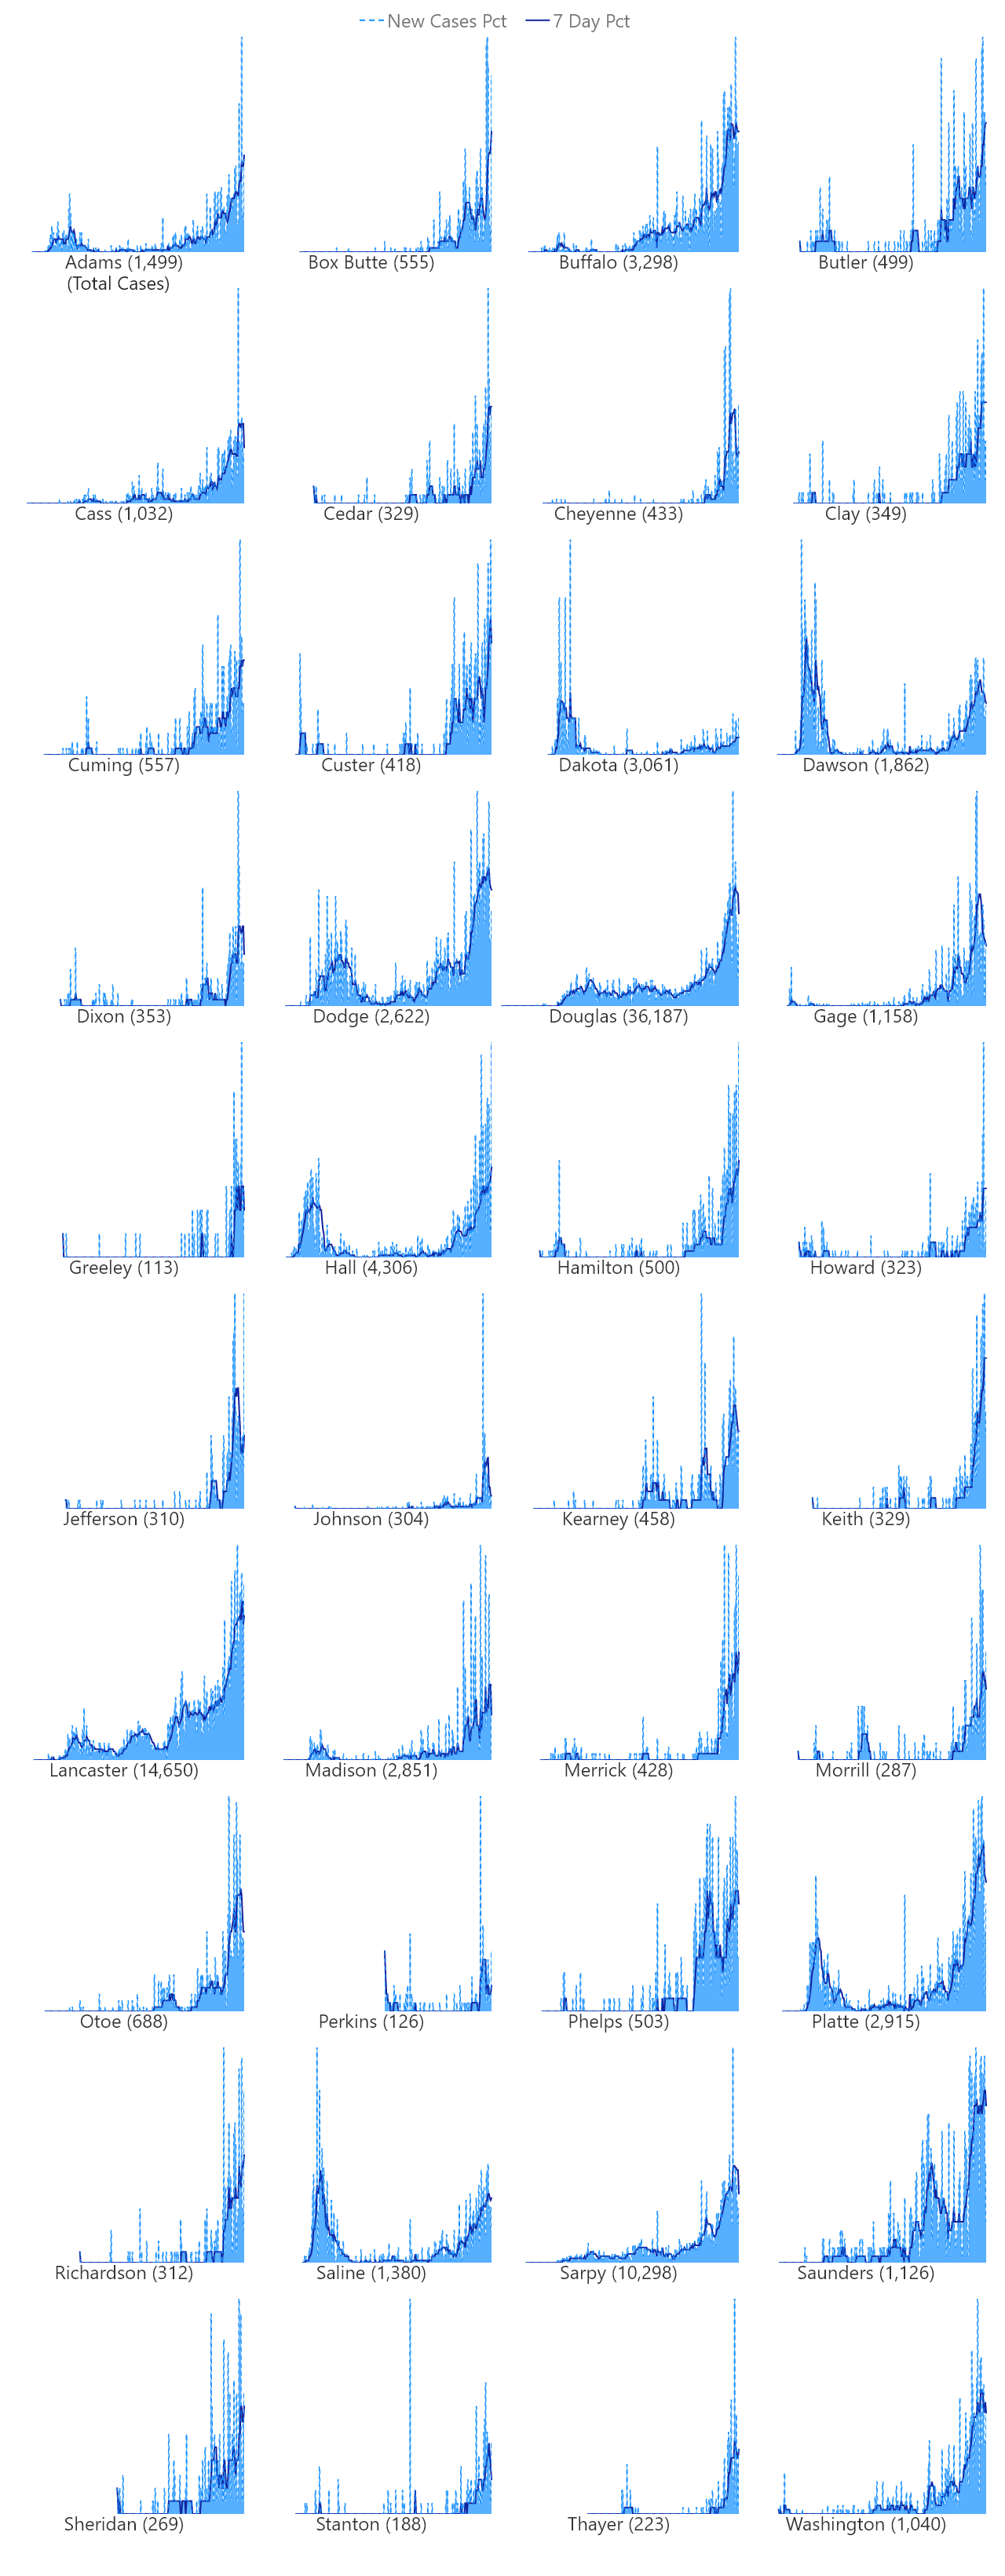 New Cases Pct 7 Day Pct
Adams (1,499) Box Butte (555) Buffalo (3,298) Butler (499)
(Total Cases)
Cass (1,032) Cedar (329) Cheyenne (433) Clay (349)
Cuming (557) Custer (418) Dakota (3,061) Dawson (1,862)
Dixon (353) Dodge (2,622) Douglas (36,187) Gage (1,158)
Greeley (113) Hall (4,306) Hamilton (500) Howard (323)
Jefferson (310) Johnson (304) Kearney (458) Keith (329)
Lancaster (14,650) Madison (2,851) Merrick (428) Morrill (287)
Otoe (688) Perkins (126) Phelps (503) Platte (2,915)
Richardson (312) Saline (1,380) Sarpy (10,298) Saunders (1,126)
Sheridan (269) Stanton (188) Thayer (223) Washington (1,040)